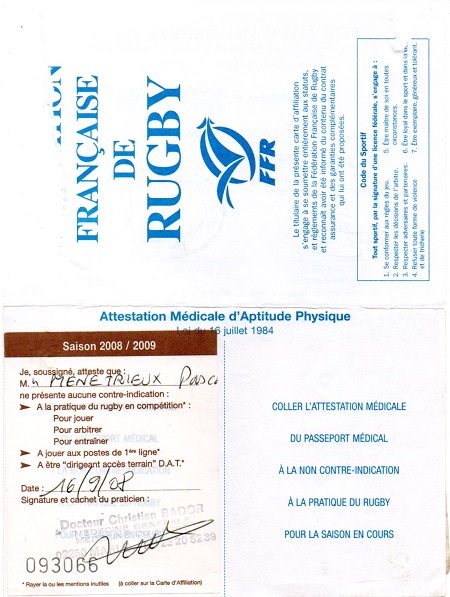 FRANÇAISE
DE
RUGBY
FFR
Le titulaire de la présente carte d'affiliation
s'engage à se soumettre entièrement aux statuts,
et règlements de la Fédération Française de Rugby
et reconnaît avoir été informé du contenu du contrat
assurance et des garanties complémentaires
qui lui ont été proposées.
Code du Sportif
Tout sportif, par la signature d'une licence fédérale, s'engage à :
1. Se conformer aux règles du jeu.
2. Respecter les décisions de l'arbitre.
3. Respecter adversaires et partenaires.
4. Refuser toute forme de violence
et de tricherie
5. Être maître de soi en toutes
circonstances.
6. Être loyal dans le sport et dans la vie.
7. Être exemplaire, généreux et tolérant.
Attestation Médicale d'Aptitude Physique
Loi du 16 juillet 1984
Saison 2008 / 2009
Je, soussigné, atteste que :
M. MENETRIEUX
ne présente aucune contre-indication :
➤ A la pratique du rugby en compétition* :
Pour jouer
Pour arbitrer
Pour entraîner
➤ A jouer aux postes de 1ère ligne*
➤ A être "dirigeant accès terrain" D.A.T.*
Date : 16/9/08
Signature et cachet du praticien :
Docteur Christian BADOR
MEDECINE GENERALE
093066
* Rayer la ou les mentions inutiles (à coller sur la Carte d'Affiliation)
COLLER L'ATTESTATION MÉDICALE
DU PASSEPORT MÉDICAL
À LA NON CONTRE-INDICATION
À LA PRATIQUE DU RUGBY
POUR LA SAISON EN COURS